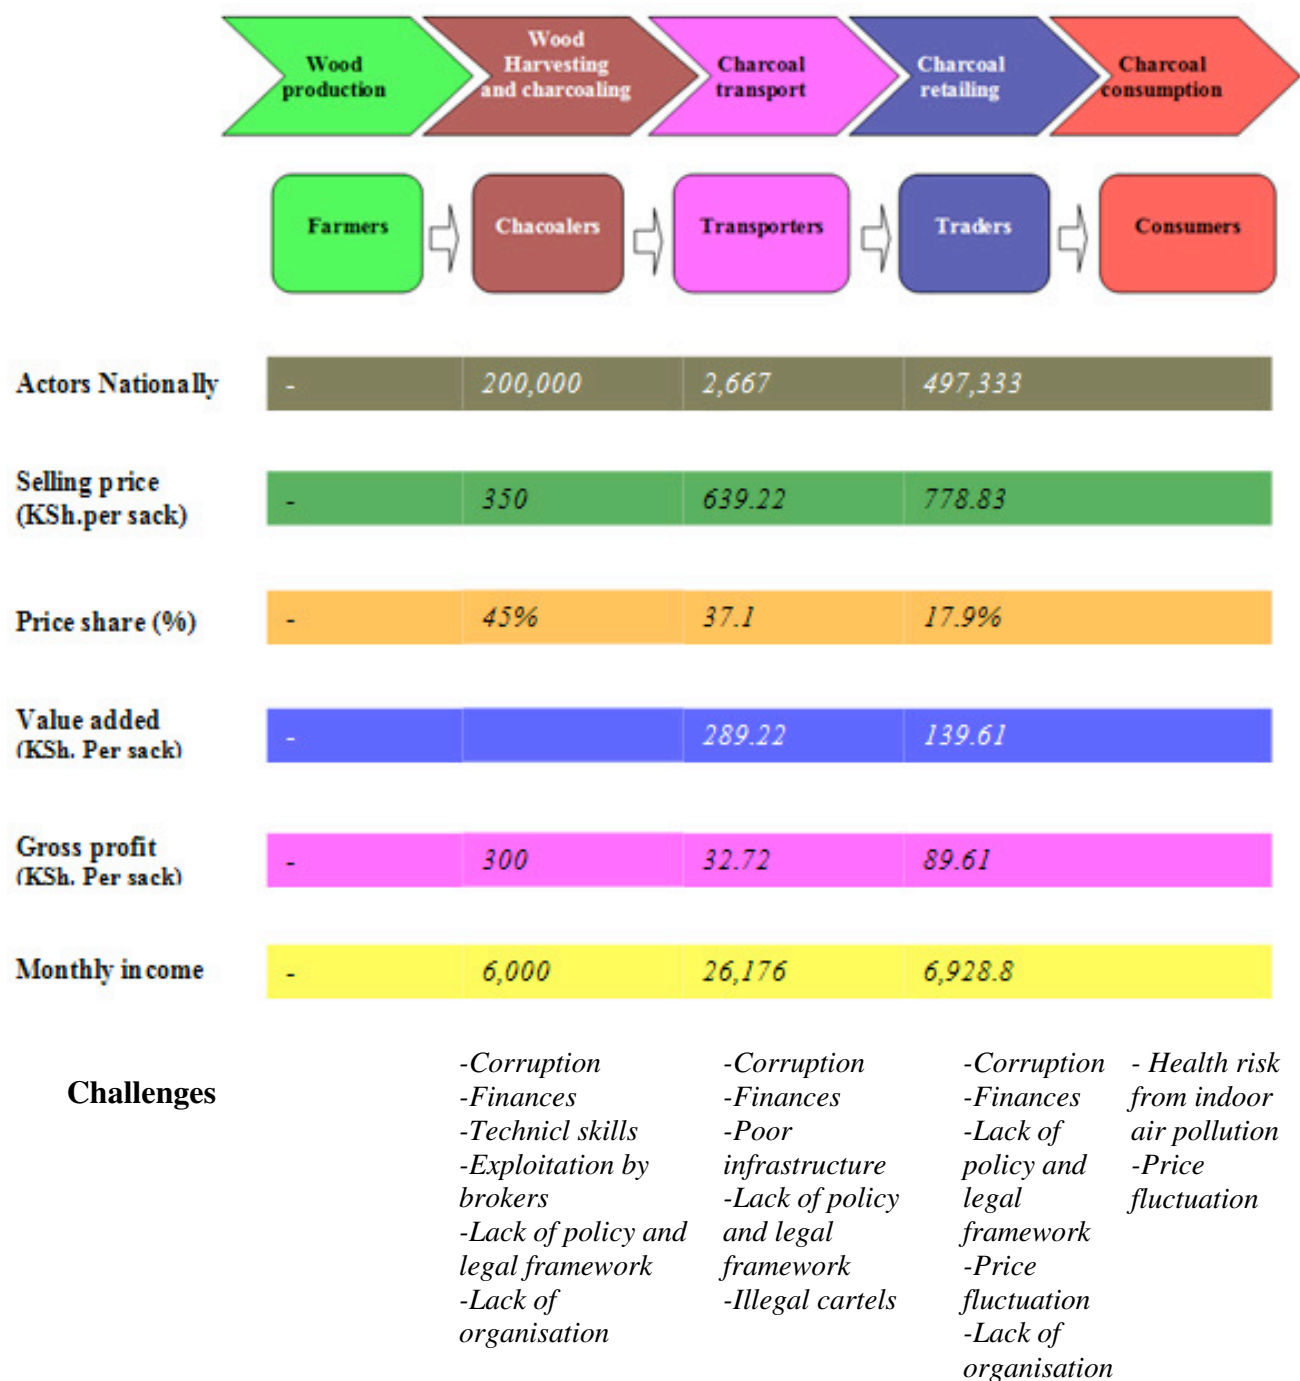 Wood
production
Wood
Harvesting
and charcoaling
Charcoal
transport
Charcoal
retailing
Charcoal
consumption
Farmers
Chacoalers
Transporters
Traders
Consumers
Actors Nationally - 200,000 2,667 497,333
Selling price
(KSh.per sack) - 350 639.22 778.83
Price share (%) - 45% 37.1 17.9%
Value added
(KSh. Per sack) - 289.22 139.61
Gross profit
(KSh. Per sack) - 300 32.72 89.61
Monthly income - 6,000 26,176 6,928.8
Challenges
-Corruption
-Finances
-Technicl skills
-Exploitation by
brokers
-Lack of policy and
legal framework
-Lack of
organisation
-Corruption
-Finances
-Poor
infrastructure
-Lack of policy
and legal
framework
-Illegal cartels
-Corruption
-Finances
-Lack of
policy and
legal
framework
-Price
fluctuation
-Lack of
organisation
- Health risk
from indoor
air pollution
-Price
fluctuation